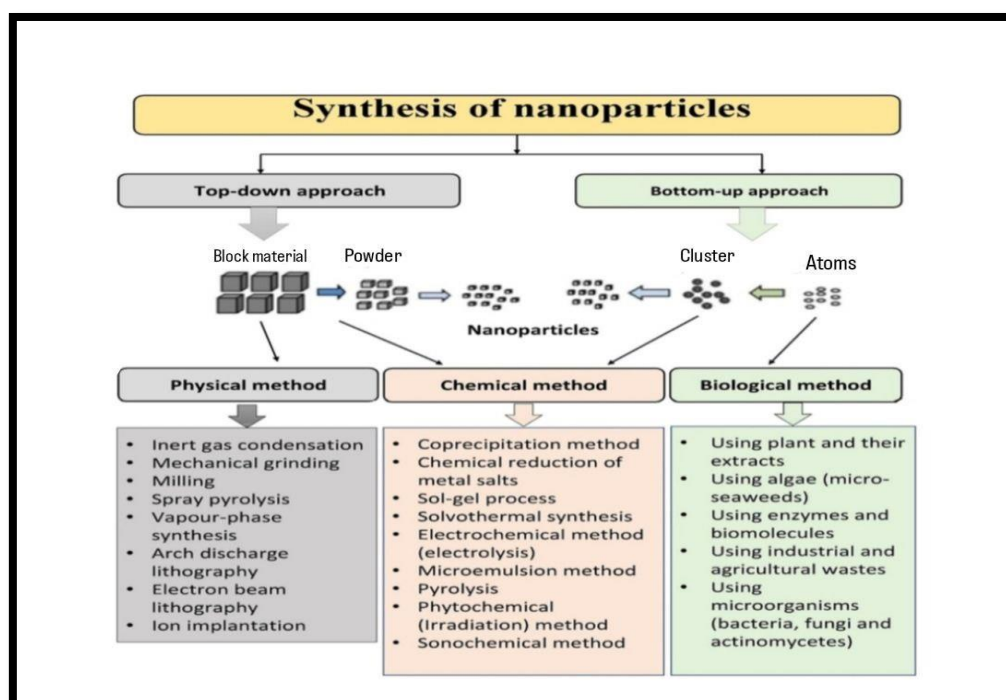 Synthesis of nanoparticles
Top-down approach
Bottom-up approach
Block material
Powder
Cluster
Atoms
Nanoparticles
Physical method
Chemical method
Biological method
• Inert gas condensation
• Mechanical grinding
• Milling
• Spray pyrolysis
• Vapour-phase
synthesis
• Arch discharge
lithography
• Electron beam
lithography
• Ion implantation
• Coprecipitation method
• Chemical reduction of
metal salts
• Sol-gel process
• Solvothermal synthesis
• Electrochemical method
(electrolysis)
• Microemulsion method
• Pyrolysis
• Phytochemical
(Irradiation) method
• Sonochemical method
• Using plant and their
extracts
• Using algae (micro-
seaweeds)
• Using enzymes and
biomolecules
• Using industrial and
agricultural wastes
• Using
microorganisms
(bacteria, fungi and
actinomycetes)